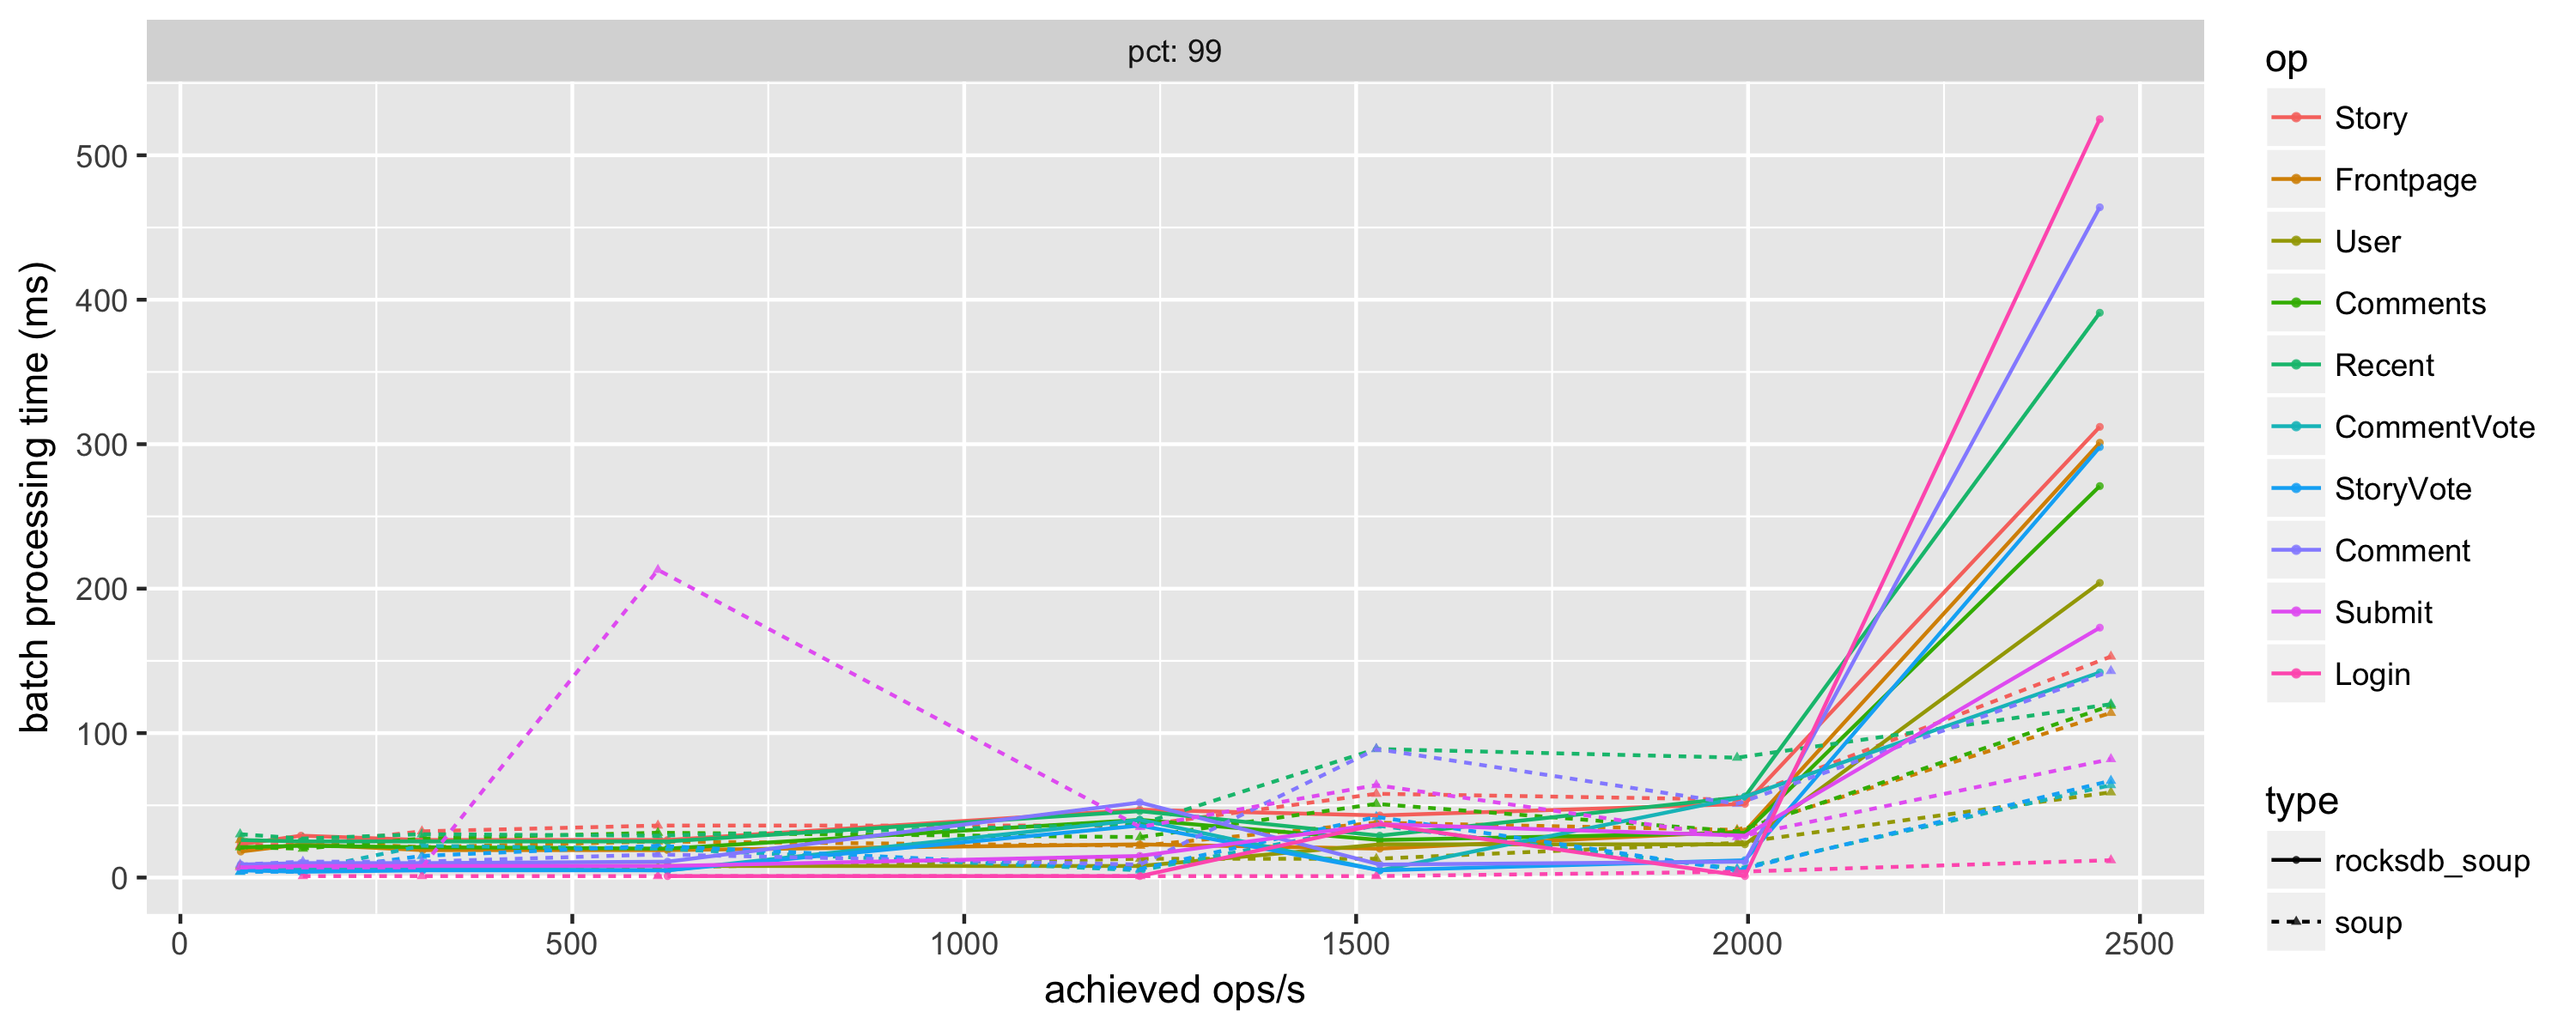 pct: 99
batch processing time (ms)
500
400
300
200
100
0
0 500 1000 1500 2000 2500
achieved ops/s
op
Story
Frontpage
User
Comments
Recent
CommentVote
StoryVote
Comment
Submit
Login
type
rocksdb_soup
soup